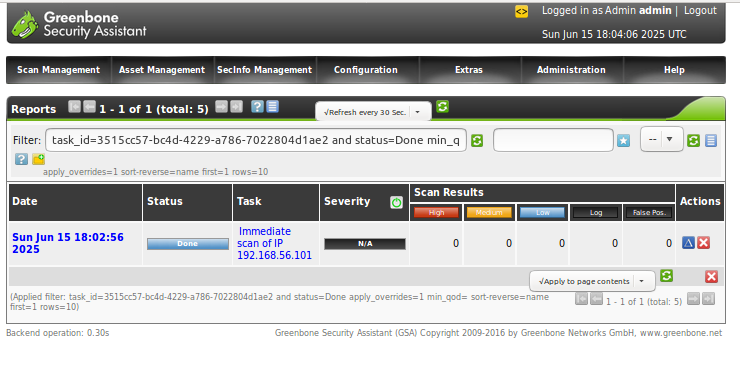 Greenbone
Security Assistant
<> Logged in as Admin admin | Logout
Sun Jun 15 18:04:06 2025 UTC
Scan Management Asset Management SecInfo Management Configuration Extras Administration Help
Reports 1 - 1 of 1 (total: 5) ? √Refresh every 30 Sec.
Filter: task_id=3515cc57-bc4d-4229-a786-7022804d1ae2 and status=Done min_q --
?
apply_overrides=1 sort-reverse=name first=1 rows=10
Date Status Task Severity Scan Results Actions
High Medium Low Log False Pos.
Sun Jun 15 18:02:56
2025
Done
Immediate
scan of IP
192.168.56.101
N/A
0 0 0 0 0
√Apply to page contents
(Applied filter: task_id=3515cc57-bc4d-4229-a786-7022804d1ae2 and status=Done apply_overrides=1 min_qod= sort-reverse=name
first=1 rows=10)
1 - 1 of 1 (total: 5)
Backend operation: 0.30s Greenbone Security Assistant (GSA) Copyright 2009-2016 by Greenbone Networks GmbH, www.greenbone.net